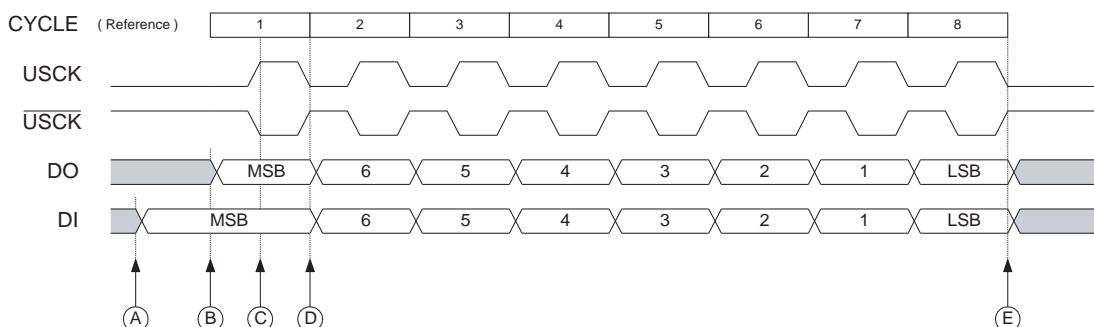 CYCLE ( Reference ) 1 2 3 4 5 6 7 8
USCK
USCK
DO MSB 6 5 4 3 2 1 LSB
DI MSB 6 5 4 3 2 1 LSB
A B C D E